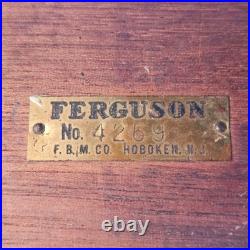 FERGUSON
No. 4269
F. B. M. CO. HOBOKEN, N.J.